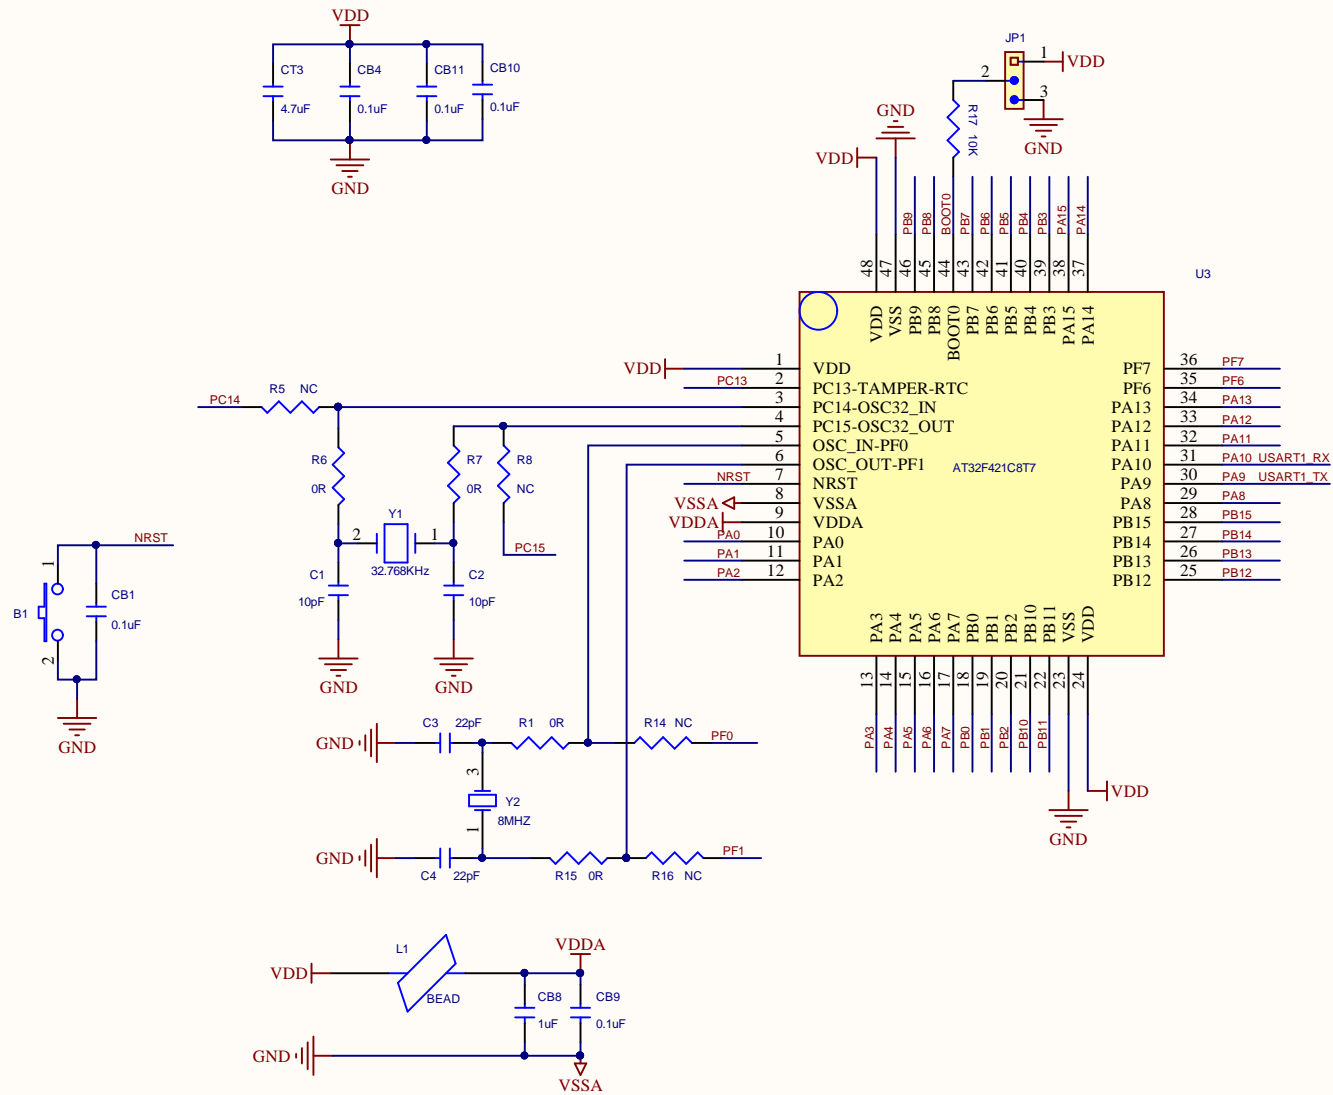 VDD
CT3
4.7uF
CB4
0.1uF
CB11
0.1uF
CB10
0.1uF
GND
JP1
1
VDD
2
3
GND
R17 10K
GND
VDD
PB9
PB8
BOOT0
PB7
PB6
PB5
PB4
PB3
PA15
PA14
48
47
46
45
44
43
42
41
40
39
38
37
U3
VDD
VSS
PB9
PB8
BOOT0
PB7
PB6
PB5
PB4
PB3
PA15
PA14
VDD 1 VDD
PC13 2 PC13-TAMPER-RTC
3 PC14-OSC32_IN
4 PC15-OSC32_OUT
5 OSC_IN-PF0
6 OSC_OUT-PF1
NRST 7 NRST
VSSA 8 VSSA
VDDA 9 VDDA
PA0 10 PA0
PA1 11 PA1
PA2 12 PA2
AT32F421C8T7
PF7 36 PF7
PF6 35 PF6
PA13 34 PA13
PA12 33 PA12
PA11 32 PA11
PA10 31 PA10 USART1_RX
PA9 30 PA9 USART1_TX
PA8 29 PA8
PB15 28 PB15
PB14 27 PB14
PB13 26 PB13
PB12 25 PB12
PA3
PA4
PA5
PA6
PA7
PB0
PB1
PB2
PB10
PB11
VSS
VDD
13
14
15
16
17
18
19
20
21
22
23
24
PA3
PA4
PA5
PA6
PA7
PB0
PB1
PB2
PB10
PB11
VDD
GND
PC14
R5 NC
R6
0R
R7
0R
R8
NC
PC15
Y1
2
1
32.768KHz
C1
10pF
C2
10pF
GND
GND
NRST
1
B1
2
CB1
0.1uF
GND
GND
C3 22pF
R1 0R
R14 NC
PF0
3
Y2
8MHZ
1
GND
C4 22pF
R15 0R
R16 NC
PF1
VDD
L1
BEAD
VDDA
CB8
1uF
CB9
0.1uF
GND
VSSA